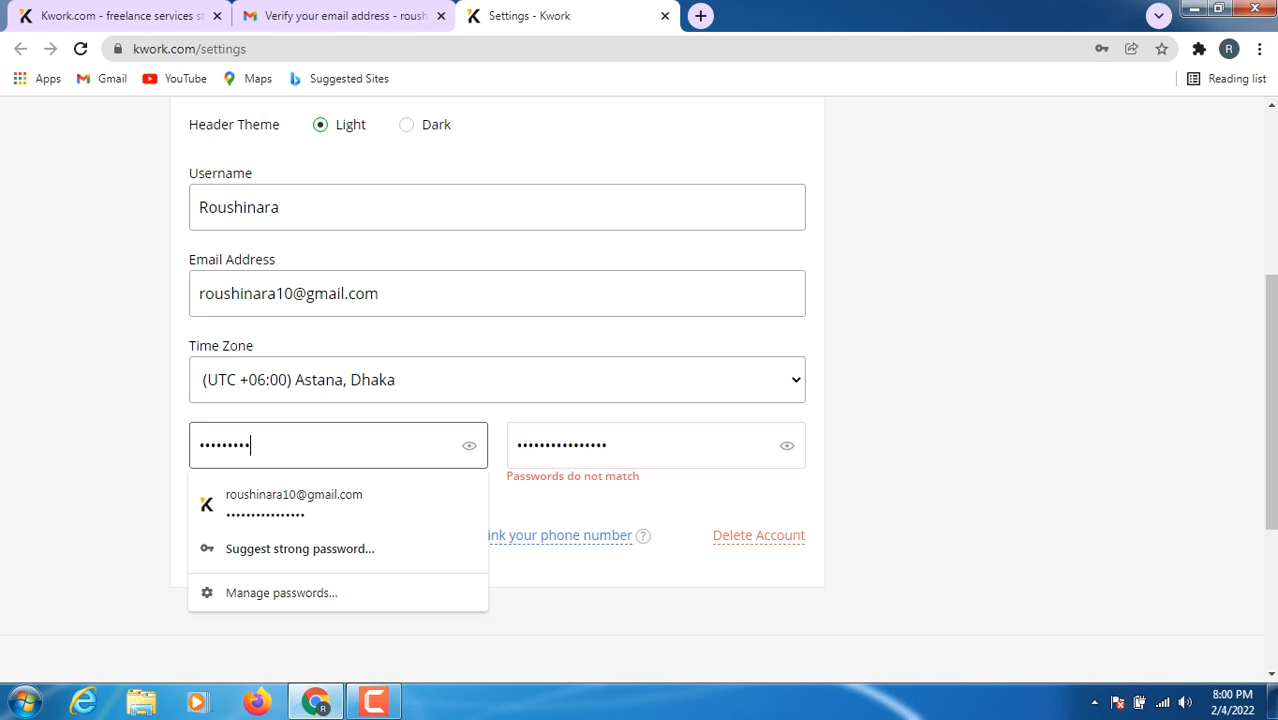 Kwork.com - freelance services st
Verify your email address - roush
Settings - Kwork
kwork.com/settings
R
Apps
Gmail
YouTube
Maps
Suggested Sites
Reading list
Header Theme
Light
Dark
Username
Roushinara
Email Address
roushinara10@gmail.com
Time Zone
(UTC +06:00) Astana, Dhaka
•••••••••
••••••••••••••••
Passwords do not match
roushinara10@gmail.com
••••••••••••••••
Suggest strong password...
ink your phone number
?
Delete Account
Manage passwords...
8:00 PM
2/4/2022